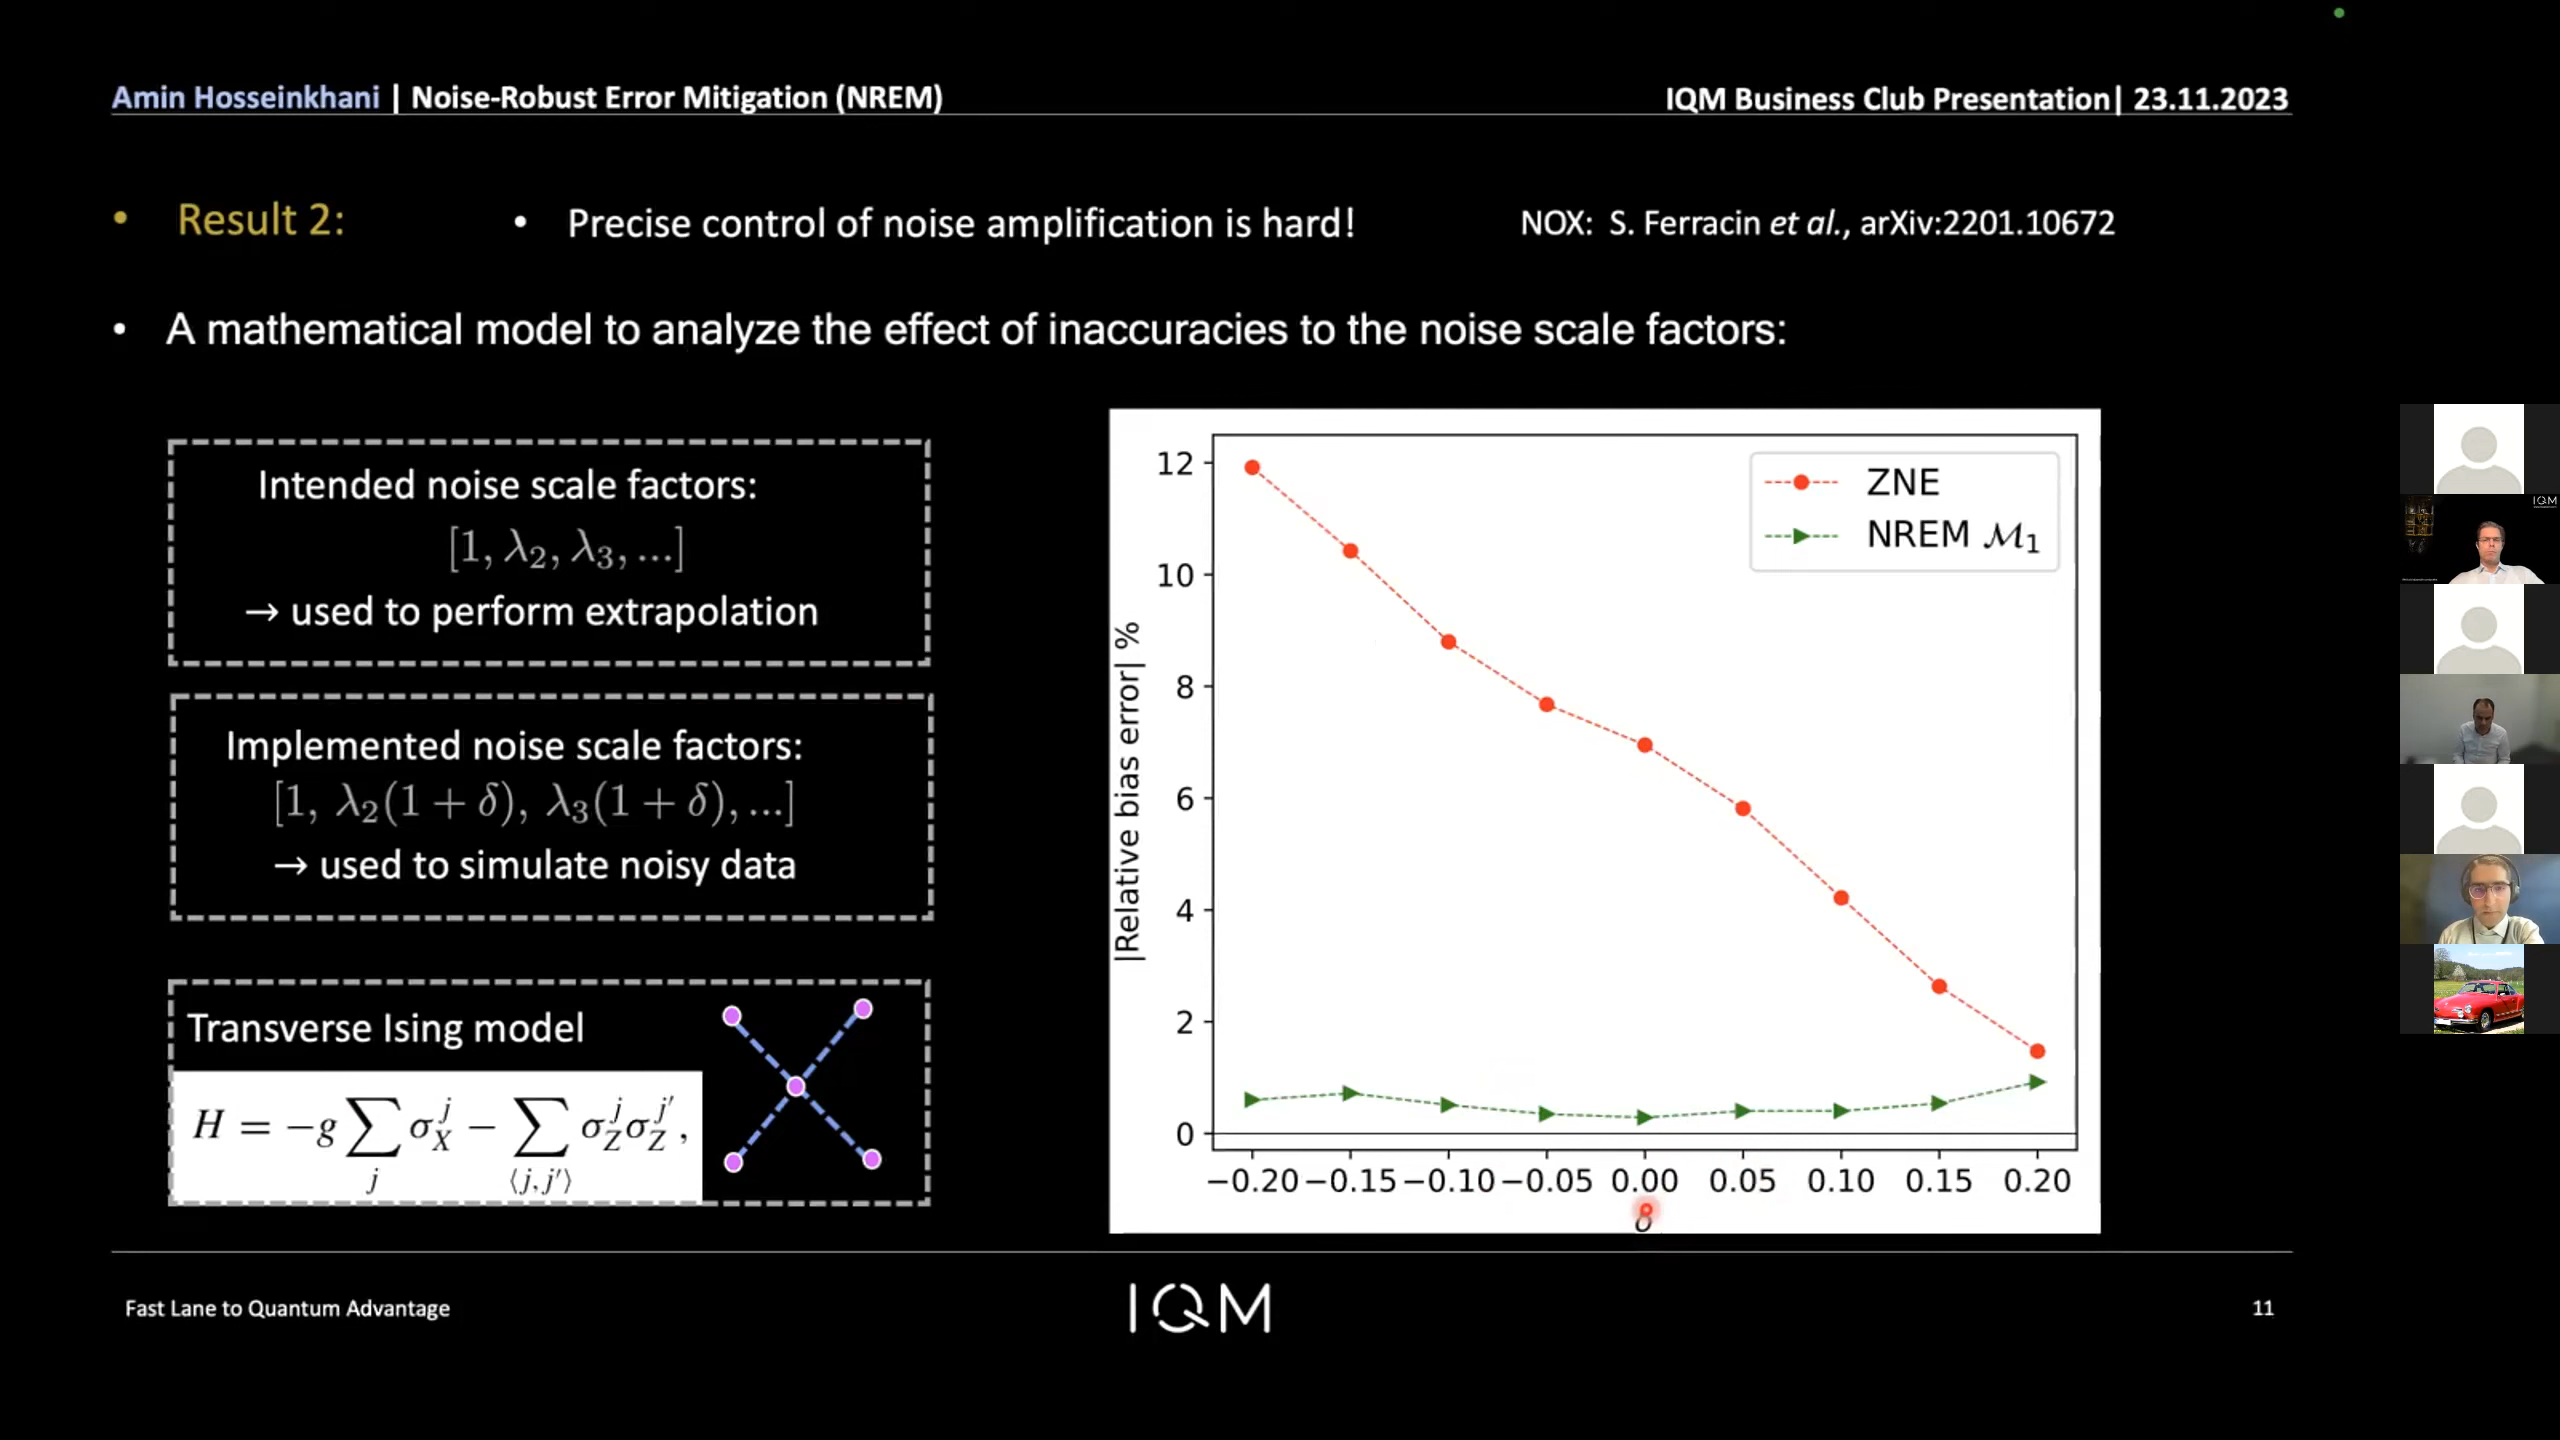 Amin Hosseinkhani | Noise-Robust Error Mitigation (NREM)
IQM Business Club Presentation| 23.11.2023
• Result 2:
• Precise control of noise amplification is hard!
NOX: S. Ferracin et al., arXiv:2201.10672
• A mathematical model to analyze the effect of inaccuracies to the noise scale factors:
Intended noise scale factors:
[1, λ₂, λ₃, ...]
→ used to perform extrapolation
Implemented noise scale factors:
[1, λ₂(1 + δ), λ₃(1 + δ), ...]
→ used to simulate noisy data
Transverse Ising model
H = −g ∑_j σ_X^j − ∑_⟨j,j′⟩ σ_Z^j σ_Z^j′ ,
|Relative bias error| %
12
10
8
6
4
2
0
ZNE
NREM ℳ₁
−0.20 −0.15 −0.10 −0.05 0.00 0.05 0.10 0.15 0.20
Fast Lane to Quantum Advantage
IQM
11
IQM